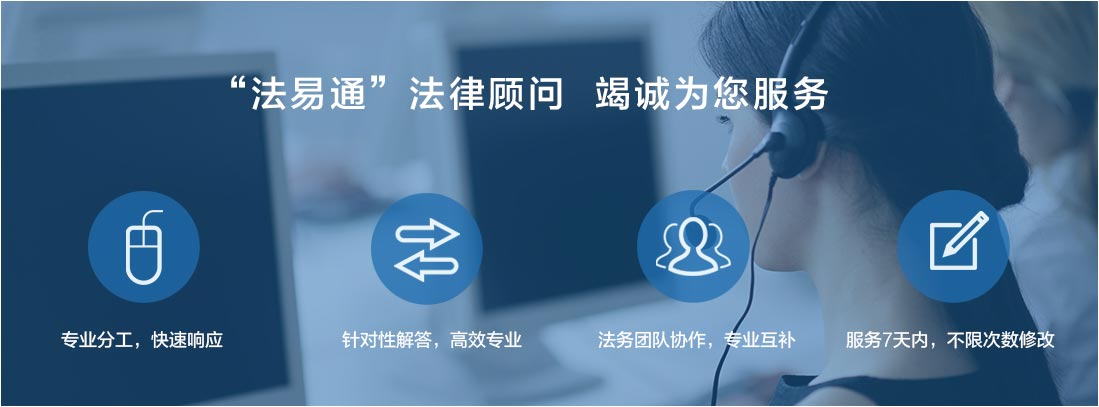 “法易通”法律顾问 竭诚为您服务
专业分工，快速响应
针对性解答，高效专业
法务团队协作，专业互补
服务7天内，不限次数修改